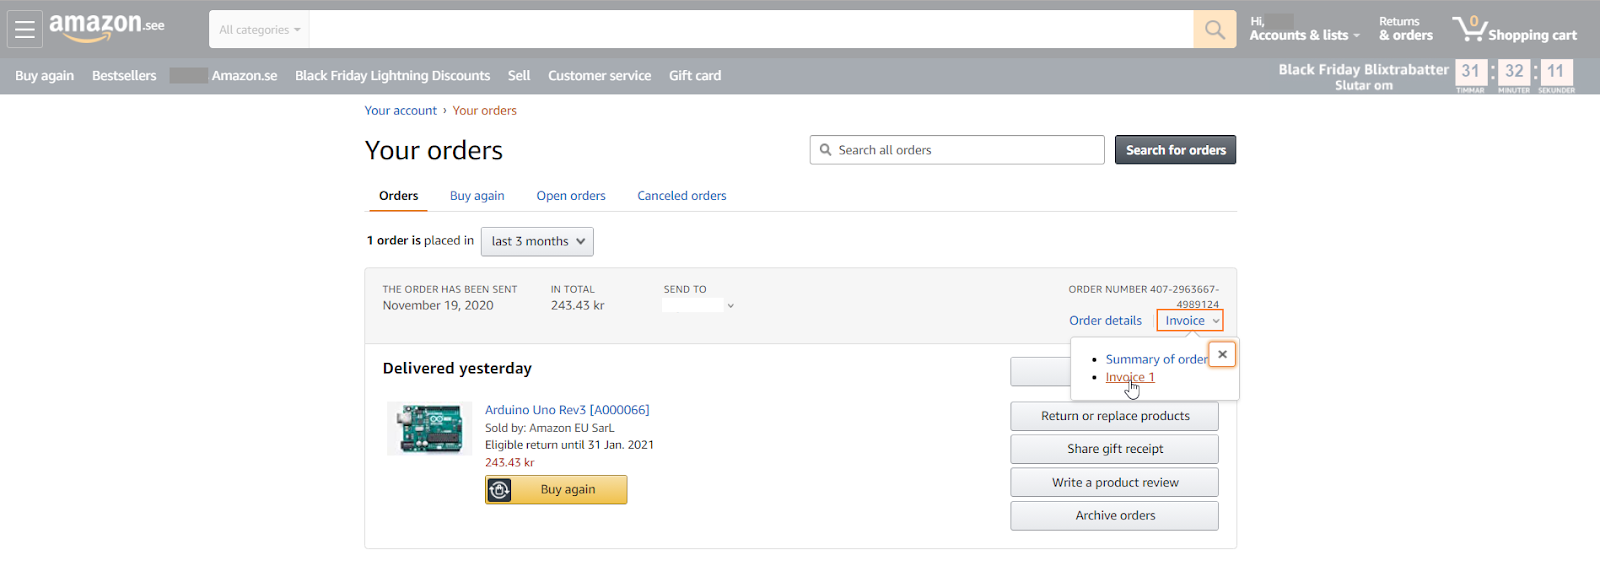 amazon.see
All categories
Hi,
Accounts & lists
Returns
& orders
0
Shopping cart
Buy again
Bestsellers
Amazon.se
Black Friday Lightning Discounts
Sell
Customer service
Gift card
Black Friday Blixtrabatter
Slutar om
31 : 32 : 11
TIMMAR MINUTER SEKUNDER
Your account › Your orders
Your orders
Search all orders
Search for orders
Orders
Buy again
Open orders
Canceled orders
1 order is placed in
last 3 months
THE ORDER HAS BEEN SENT
November 19, 2020
IN TOTAL
243.43 kr
SEND TO
ORDER NUMBER 407-2963667-
4989124
Order details
Invoice
Summary of order
Invoice 1
Delivered yesterday
Arduino Uno Rev3 [A000066]
Sold by: Amazon EU SarL
Eligible return until 31 Jan. 2021
243.43 kr
Buy again
Return or replace products
Share gift receipt
Write a product review
Archive orders